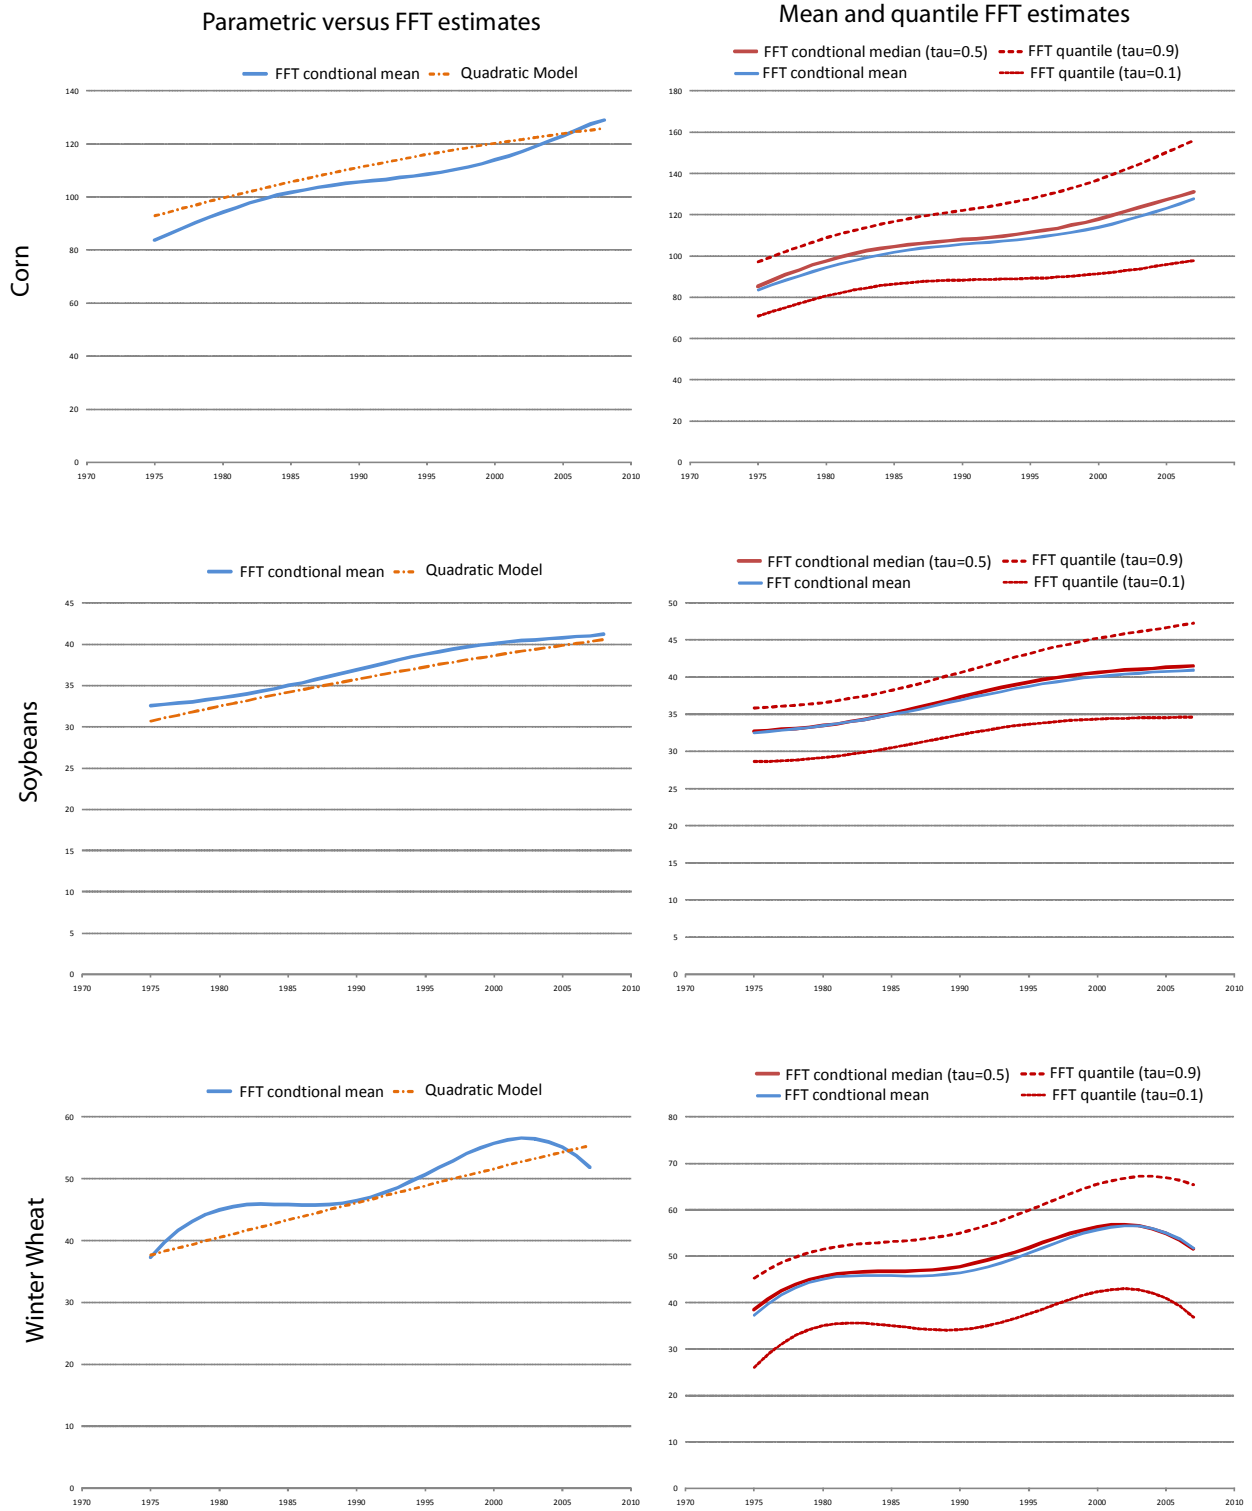 Parametric versus FFT estimates
Mean and quantile FFT estimates
FFT condtional mean Quadratic Model
FFT condtional median (tau=0.5) FFT quantile (tau=0.9)
FFT condtional mean FFT quantile (tau=0.1)
Corn
140
120
100
80
60
40
20
0
1970 1975 1980 1985 1990 1995 2000 2005 2010
180
160
140
120
100
80
60
40
20
0
1970 1975 1980 1985 1990 1995 2000 2005 2010
FFT condtional mean Quadratic Model
FFT condtional median (tau=0.5) FFT quantile (tau=0.9)
FFT condtional mean FFT quantile (tau=0.1)
Soybeans
45
40
35
30
25
20
15
10
5
0
1970 1975 1980 1985 1990 1995 2000 2005 2010
50
45
40
35
30
25
20
15
10
5
0
1970 1975 1980 1985 1990 1995 2000 2005 2010
FFT condtional mean Quadratic Model
FFT condtional median (tau=0.5) FFT quantile (tau=0.9)
FFT condtional mean FFT quantile (tau=0.1)
Winter Wheat
60
50
40
30
20
10
0
1970 1975 1980 1985 1990 1995 2000 2005 2010
80
70
60
50
40
30
20
10
0
1970 1975 1980 1985 1990 1995 2000 2005 2010